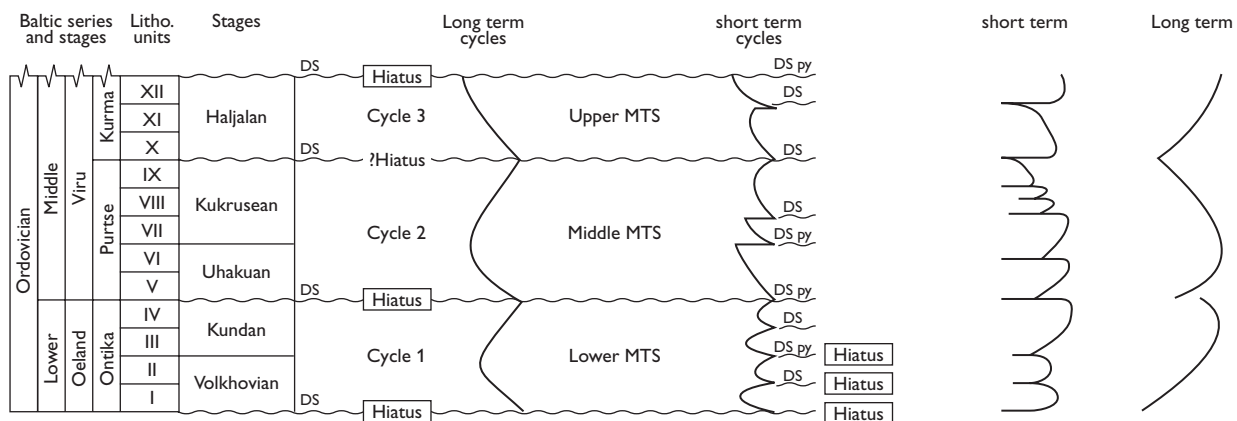 Baltic series
and stages
Litho.
units
Stages
Long term
cycles
short term
cycles
short term
Long term
Ordovician
Middle
Lower
Viru
Oeland
Kurma
Purtse
Ontika
XII
XI
X
IX
VIII
VII
VI
V
IV
III
II
I
Haljalan
Kukrusean
Uhakuan
Kundan
Volkhovian
DS
DS
DS
DS
Hiatus
Cycle 3
?Hiatus
Cycle 2
Hiatus
Cycle 1
Hiatus
Upper MTS
Middle MTS
Lower MTS
DS py
DS
DS
DS
DS py
DS py
DS
DS py
DS
Hiatus
Hiatus
Hiatus